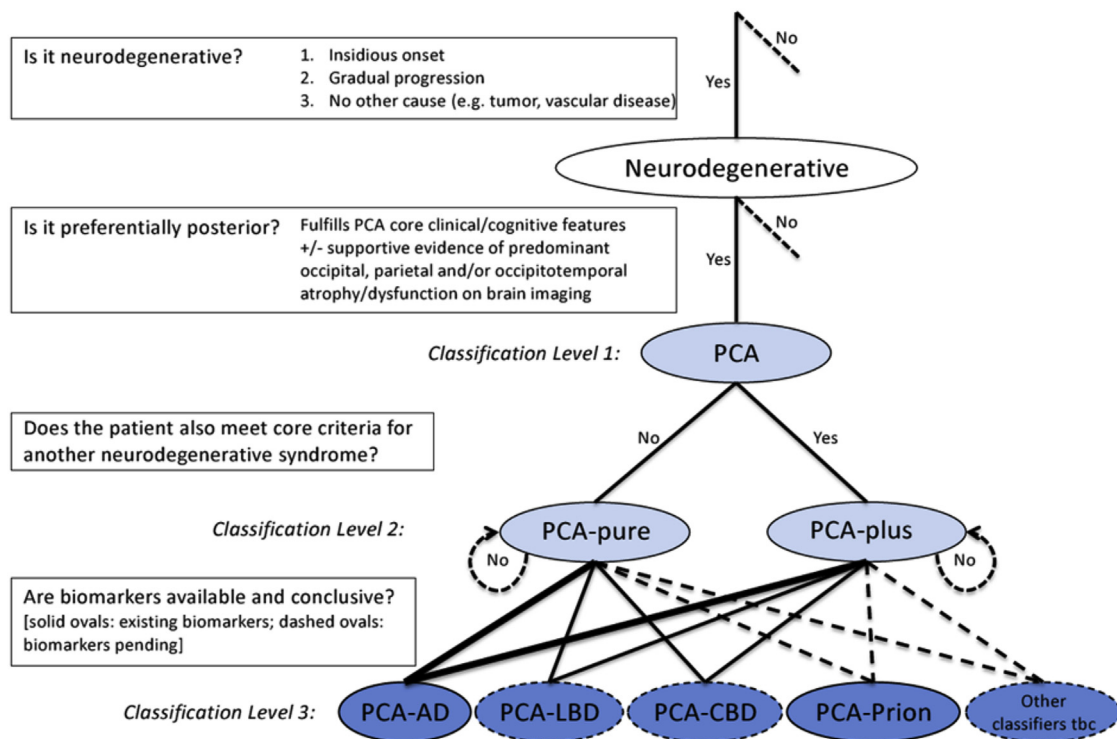 No
Is it neurodegenerative?
1. Insidious onset
2. Gradual progression
3. No other cause (e.g. tumor, vascular disease)
Yes
Neurodegenerative
Is it preferentially posterior?
Fulfills PCA core clinical/cognitive features
+/- supportive evidence of predominant
occipital, parietal and/or occipitotemporal
atrophy/dysfunction on brain imaging
No
Yes
Classification Level 1:
PCA
Does the patient also meet core criteria for
another neurodegenerative syndrome?
No
Yes
Classification Level 2:
PCA-pure
PCA-plus
No
No
Are biomarkers available and conclusive?
[solid ovals: existing biomarkers; dashed ovals:
biomarkers pending]
Classification Level 3:
PCA-AD
PCA-LBD
PCA-CBD
PCA-Prion
Other
classifiers tbc